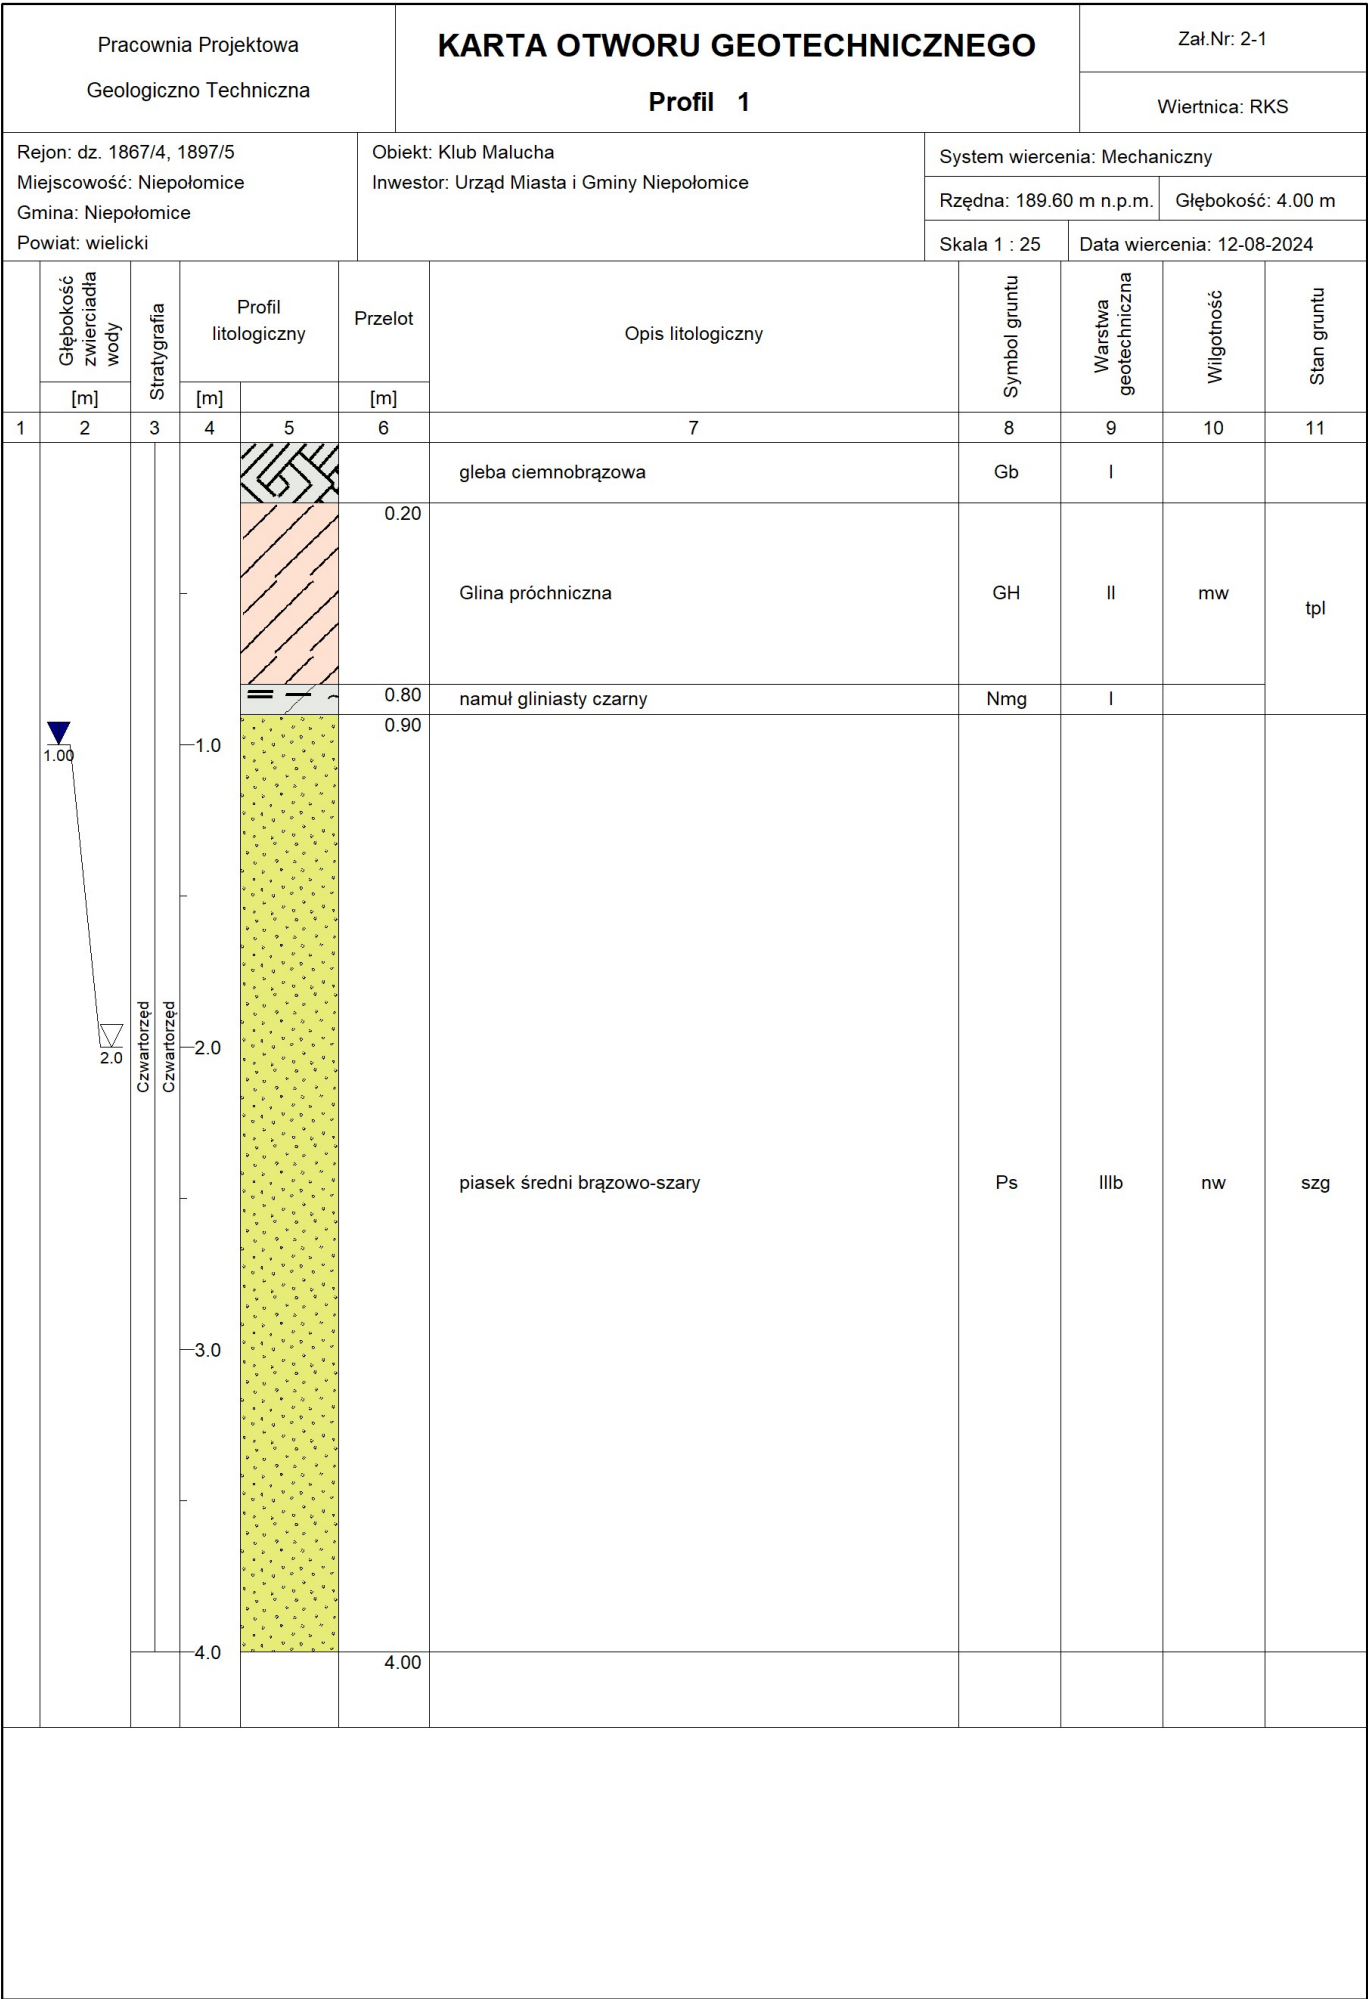 Pracownia Projektowa
Geologiczno Techniczna
KARTA OTWORU GEOTECHNICZNEGO
Profil 1
Zał.Nr: 2-1
Wiertnica: RKS
Rejon: dz. 1867/4, 1897/5
Miejscowość: Niepołomice
Gmina: Niepołomice
Powiat: wielicki
Obiekt: Klub Malucha
Inwestor: Urząd Miasta i Gminy Niepołomice
System wiercenia: Mechaniczny
Rzędna: 189.60 m n.p.m. Głębokość: 4.00 m
Skala 1 : 25 Data wiercenia: 12-08-2024
Głębokość
zwierciadła
wody
[m]
Stratygrafia
Profil
litologiczny
[m]
Przelot
[m]
Opis litologiczny
Symbol gruntu
Warstwa
geotechniczna
Wilgotność
Stan gruntu
1 2 3 4 5 6 7 8 9 10 11
gleba ciemnobrązowa Gb I
0.20
Glina próchniczna GH II mw
tpl
0.80 namuł gliniasty czarny Nmg I
0.90
1.00
1.0
2.0
Czwartorzęd
Czwartorzęd
2.0
piasek średni brązowo-szary Ps IIIb nw szg
3.0
4.0
4.00